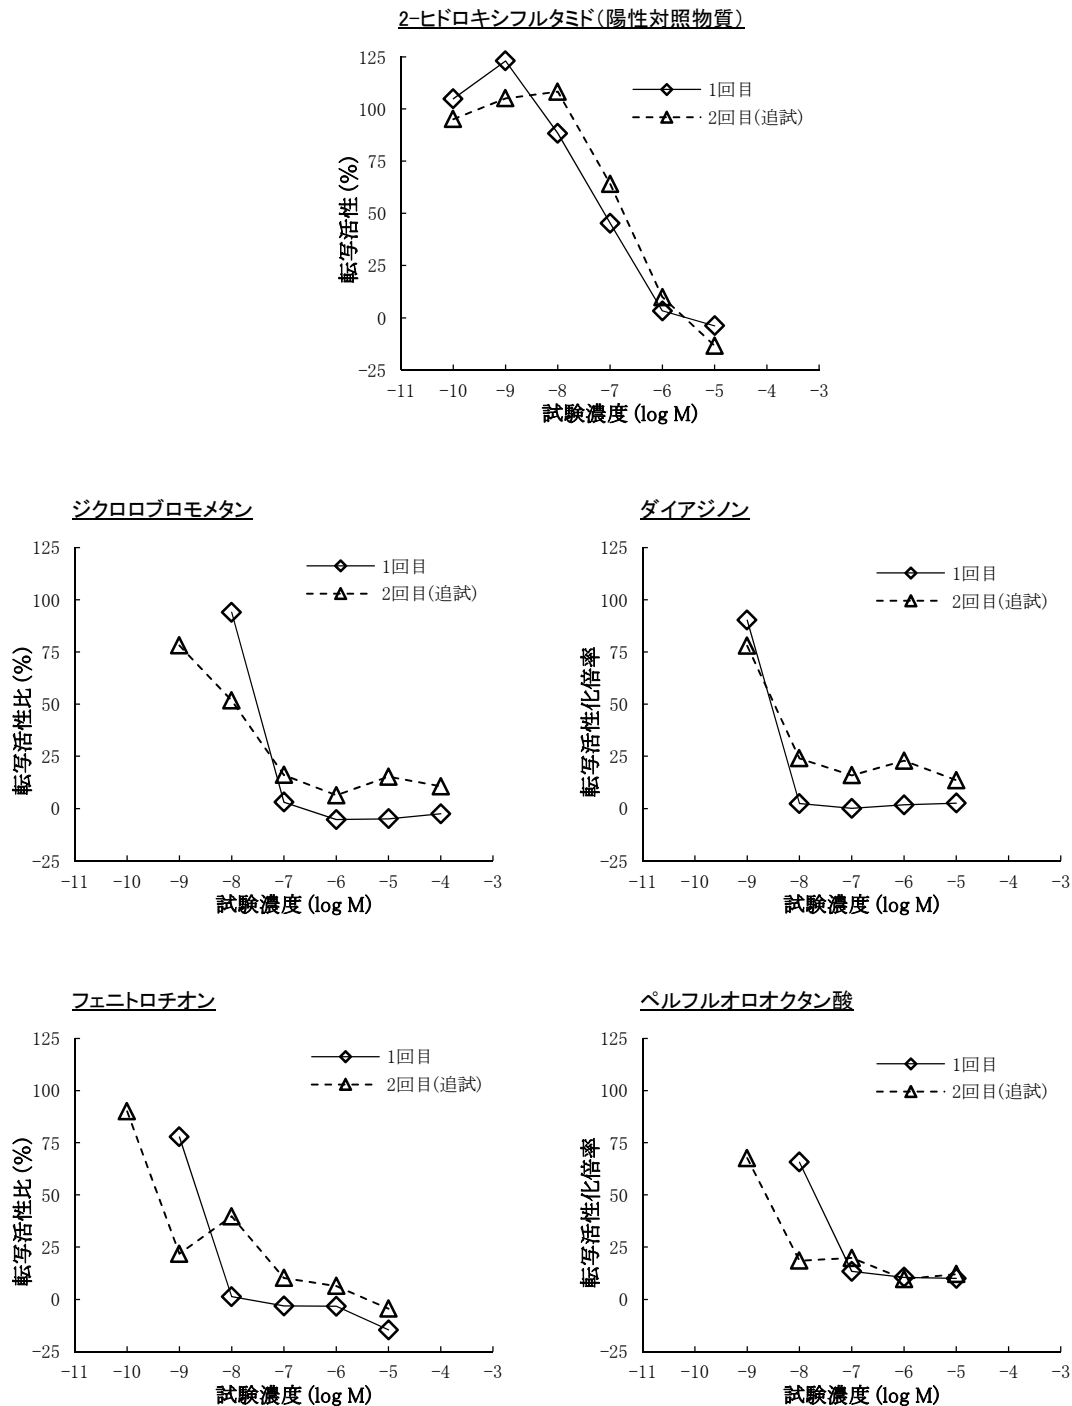 2-ヒドロキシフルタミド（陽性対照物質）
125
100
75
50
25
0
-25
転写活性 (%)
1回目
2回目(追試)
-11 -10 -9 -8 -7 -6 -5 -4 -3
試験濃度 (log M)
ジクロロブロモメタン
125
100
75
50
25
0
-25
転写活性比 (%)
1回目
2回目(追試)
-11 -10 -9 -8 -7 -6 -5 -4 -3
試験濃度 (log M)
ダイアジノン
125
100
75
50
25
0
-25
転写活性化倍率
1回目
2回目(追試)
-11 -10 -9 -8 -7 -6 -5 -4 -3
試験濃度 (log M)
フェニトロチオン
125
100
75
50
25
0
-25
転写活性比 (%)
1回目
2回目(追試)
-11 -10 -9 -8 -7 -6 -5 -4 -3
試験濃度 (log M)
ペルフルオロオクタン酸
125
100
75
50
25
0
-25
転写活性化倍率
1回目
2回目(追試)
-11 -10 -9 -8 -7 -6 -5 -4 -3
試験濃度 (log M)